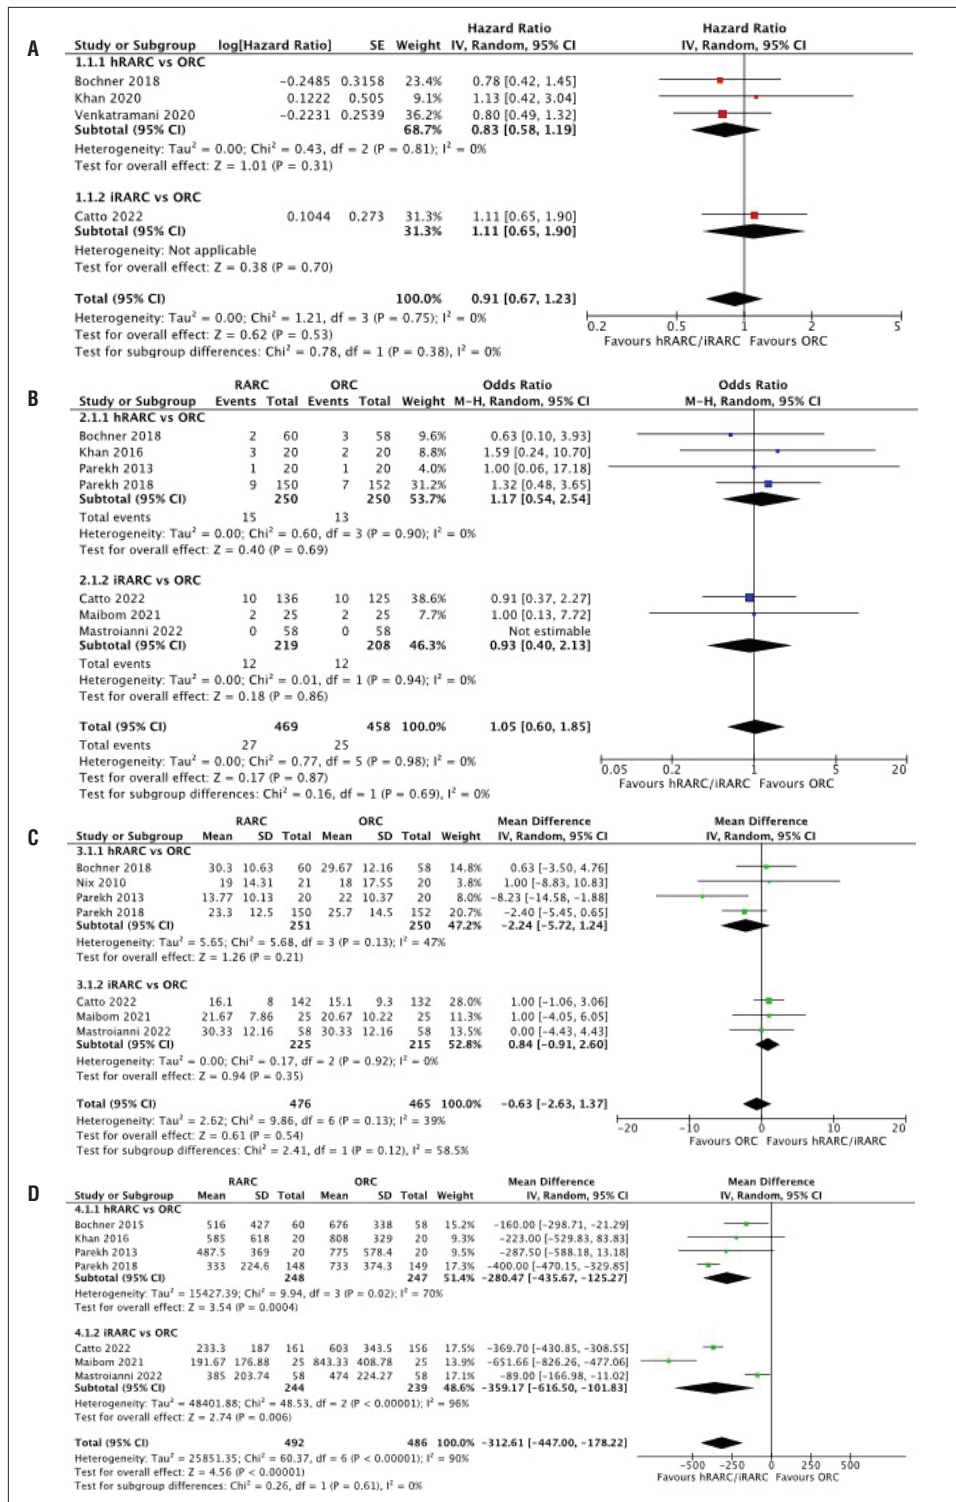 A
Hazard Ratio Hazard Ratio
Study or Subgroup log[Hazard Ratio] SE Weight IV, Random, 95% CI IV, Random, 95% CI
1.1.1 hRARC vs ORC
Bochner 2018 −0.2485 0.3158 23.4% 0.78 [0.42, 1.45]
Khan 2020 0.1222 0.505 9.1% 1.13 [0.42, 3.04]
Venkatramani 2020 −0.2231 0.2539 36.2% 0.80 [0.49, 1.32]
Subtotal (95% CI) 68.7% 0.83 [0.58, 1.19]
Heterogeneity: Tau² = 0.00; Chi² = 0.43, df = 2 (P = 0.81); I² = 0%
Test for overall effect: Z = 1.01 (P = 0.31)
1.1.2 iRARC vs ORC
Catto 2022 0.1044 0.273 31.3% 1.11 [0.65, 1.90]
Subtotal (95% CI) 31.3% 1.11 [0.65, 1.90]
Heterogeneity: Not applicable
Test for overall effect: Z = 0.38 (P = 0.70)
Total (95% CI) 100.0% 0.91 [0.67, 1.23]
Heterogeneity: Tau² = 0.00; Chi² = 1.21, df = 3 (P = 0.75); I² = 0%
Test for overall effect: Z = 0.62 (P = 0.53)
Test for subgroup differences: Chi² = 0.78, df = 1 (P = 0.38), I² = 0%
0.2 0.5 1 2 5
Favours hRARC/iRARC Favours ORC
B
RARC ORC Odds Ratio Odds Ratio
Study or Subgroup Events Total Events Total Weight M-H, Random, 95% CI M-H, Random, 95% CI
2.1.1 hRARC vs ORC
Bochner 2018 2 60 3 58 9.6% 0.63 [0.10, 3.93]
Khan 2016 3 20 2 20 8.8% 1.59 [0.24, 10.70]
Parekh 2013 1 20 1 20 4.0% 1.00 [0.06, 17.18]
Parekh 2018 9 150 7 152 31.2% 1.32 [0.48, 3.65]
Subtotal (95% CI) 250 250 53.7% 1.17 [0.54, 2.54]
Total events 15 13
Heterogeneity: Tau² = 0.00; Chi² = 0.60, df = 3 (P = 0.90); I² = 0%
Test for overall effect: Z = 0.40 (P = 0.69)
2.1.2 iRARC vs ORC
Catto 2022 10 136 10 125 38.6% 0.91 [0.37, 2.27]
Maibom 2021 2 25 2 25 7.7% 1.00 [0.13, 7.72]
Mastroianni 2022 0 58 0 58 Not estimable
Subtotal (95% CI) 219 208 46.3% 0.93 [0.40, 2.13]
Total events 12 12
Heterogeneity: Tau² = 0.00; Chi² = 0.01, df = 1 (P = 0.94); I² = 0%
Test for overall effect: Z = 0.18 (P = 0.86)
Total (95% CI) 469 458 100.0% 1.05 [0.60, 1.85]
Total events 27 25
Heterogeneity: Tau² = 0.00; Chi² = 0.77, df = 5 (P = 0.98); I² = 0%
Test for overall effect: Z = 0.17 (P = 0.87)
Test for subgroup differences: Chi² = 0.16, df = 1 (P = 0.69), I² = 0%
0.05 0.2 1 5 20
Favours hRARC/iRARC Favours ORC
C
RARC ORC Mean Difference Mean Difference
Study or Subgroup Mean SD Total Mean SD Total Weight IV, Random, 95% CI IV, Random, 95% CI
3.1.1 hRARC vs ORC
Bochner 2018 30.3 10.63 60 29.67 12.16 58 14.8% 0.63 [−3.50, 4.76]
Nix 2010 19 14.31 21 18 17.55 20 3.8% 1.00 [−8.83, 10.83]
Parekh 2013 13.77 10.13 20 22 10.37 20 8.0% −8.23 [−14.58, −1.88]
Parekh 2018 23.3 12.5 150 25.7 14.5 152 20.7% −2.40 [−5.45, 0.65]
Subtotal (95% CI) 251 250 47.2% −2.24 [−5.72, 1.24]
Heterogeneity: Tau² = 5.65; Chi² = 5.68, df = 3 (P = 0.13); I² = 47%
Test for overall effect: Z = 1.26 (P = 0.21)
3.1.2 iRARC vs ORC
Catto 2022 16.1 8 142 15.1 9.3 132 28.0% 1.00 [−1.06, 3.06]
Maibom 2021 21.67 7.86 25 20.67 10.22 25 11.3% 1.00 [−4.05, 6.05]
Mastroianni 2022 30.33 12.16 58 30.33 12.16 58 13.5% 0.00 [−4.43, 4.43]
Subtotal (95% CI) 225 215 52.8% 0.84 [−0.91, 2.60]
Heterogeneity: Tau² = 0.00; Chi² = 0.17, df = 2 (P = 0.92); I² = 0%
Test for overall effect: Z = 0.94 (P = 0.35)
Total (95% CI) 476 465 100.0% −0.63 [−2.63, 1.37]
Heterogeneity: Tau² = 2.62; Chi² = 9.86, df = 6 (P = 0.13); I² = 39%
Test for overall effect: Z = 0.61 (P = 0.54)
Test for subgroup differences: Chi² = 2.41, df = 1 (P = 0.12), I² = 58.5%
−20 −10 0 10 20
Favours ORC Favours hRARC/iRARC
D
RARC ORC Mean Difference Mean Difference
Study or Subgroup Mean SD Total Mean SD Total Weight IV, Random, 95% CI IV, Random, 95% CI
4.1.1 hRARC vs ORC
Bochner 2015 516 427 60 676 338 58 15.2% −160.00 [−298.71, −21.29]
Khan 2016 585 618 20 808 329 20 9.3% −223.00 [−529.83, 83.83]
Parekh 2013 487.5 369 20 775 578.4 20 9.5% −287.50 [−588.18, 13.18]
Parekh 2018 333 224.6 148 733 374.3 149 17.3% −400.00 [−470.15, −329.85]
Subtotal (95% CI) 248 247 51.4% −280.47 [−435.67, −125.27]
Heterogeneity: Tau² = 15427.39; Chi² = 9.94, df = 3 (P = 0.02); I² = 70%
Test for overall effect: Z = 3.54 (P = 0.0004)
4.1.2 iRARC vs ORC
Catto 2022 233.3 187 161 603 343.5 156 17.5% −369.70 [−430.85, −308.55]
Maibom 2021 191.67 176.88 25 843.33 408.78 25 13.9% −651.66 [−826.26, −477.06]
Mastroianni 2022 385 203.74 58 474 224.27 58 17.1% −89.00 [−166.98, −11.02]
Subtotal (95% CI) 244 239 48.6% −359.17 [−616.50, −101.83]
Heterogeneity: Tau² = 48401.88; Chi² = 48.53, df = 2 (P < 0.00001); I² = 96%
Test for overall effect: Z = 2.74 (P = 0.006)
Total (95% CI) 492 486 100.0% −312.61 [−447.00, −178.22]
Heterogeneity: Tau² = 25851.35; Chi² = 60.37, df = 6 (P < 0.00001); I² = 90%
Test for overall effect: Z = 4.56 (P < 0.00001)
Test for subgroup differences: Chi² = 0.26, df = 1 (P = 0.61), I² = 0%
−500 −250 0 250 500
Favours hRARC/iRARC Favours ORC